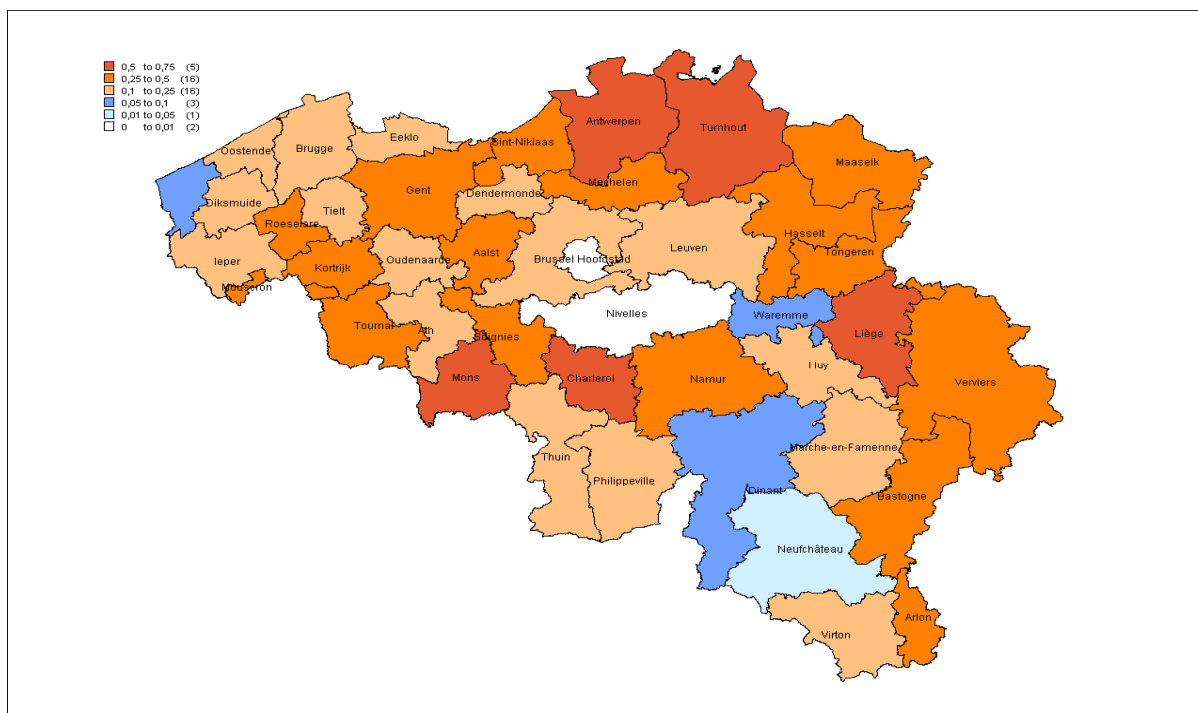 0,5 to 0,75 (5)
0,25 to 0,5 (16)
0,1 to 0,25 (16)
0,05 to 0,1 (3)
0,01 to 0,05 (1)
0 to 0,01 (2)
Antwerpen
Turnhout
Eeklo
Sint-Niklaas
Oostende
Brugge
Maaseik
Mechelen
Gent
Dendermonde
Diksmuide
Tielt
Roeselare
Hasselt
Leuven
Aalst
Tongeren
Brussel Hoofdstad
Ieper
Oudenaarde
Kortrijk
Mouscron
Nivelles
Waremme
Tournai
Ath
Soignies
Liège
Huy
Mons
Charleroi
Namur
Verviers
Marche-en-Famenne
Thuin
Philippeville
Dinant
Bastogne
Neufchâteau
Arlon
Virton